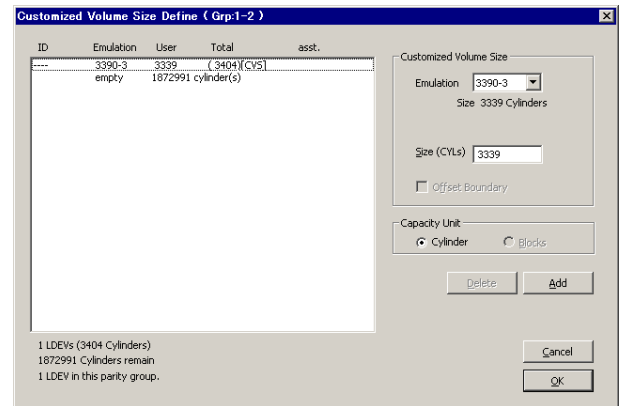 Customized Volume Size Define ( Grp:1-2 )
ID Emulation User Total asst.
---- 3390-3 3339 ( 3404)[CVS]
empty 1872991 cylinder(s)
Customized Volume Size
Emulation 3390-3
Size 3339 Cylinders
Size (CYLs) 3339
Offset Boundary
Capacity Unit
Cylinder Blocks
Delete Add
1 LDEVs (3404 Cylinders)
1872991 Cylinders remain
1 LDEV in this parity group.
Cancel
OK